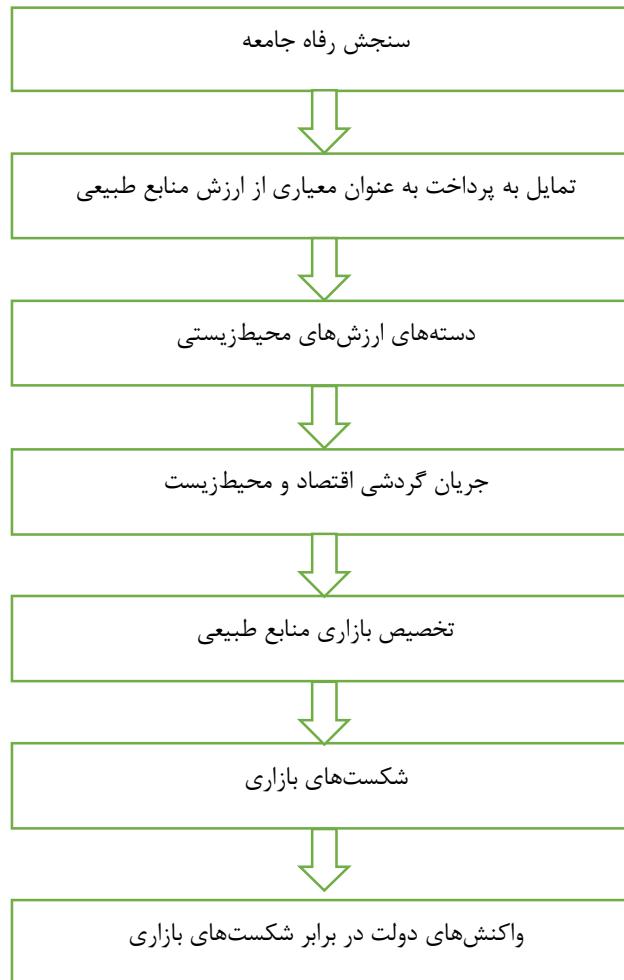 سنجش رفاه جامعه
تمایل به پرداخت به عنوان معیاری از ارزش منابع طبیعی
دسته‌های ارزش‌های محیط‌زیستی
جریان گردشی اقتصاد و محیط‌زیست
تخصیص بازاری منابع طبیعی
شکست‌های بازاری
واکنش‌های دولت در برابر شکست‌های بازاری